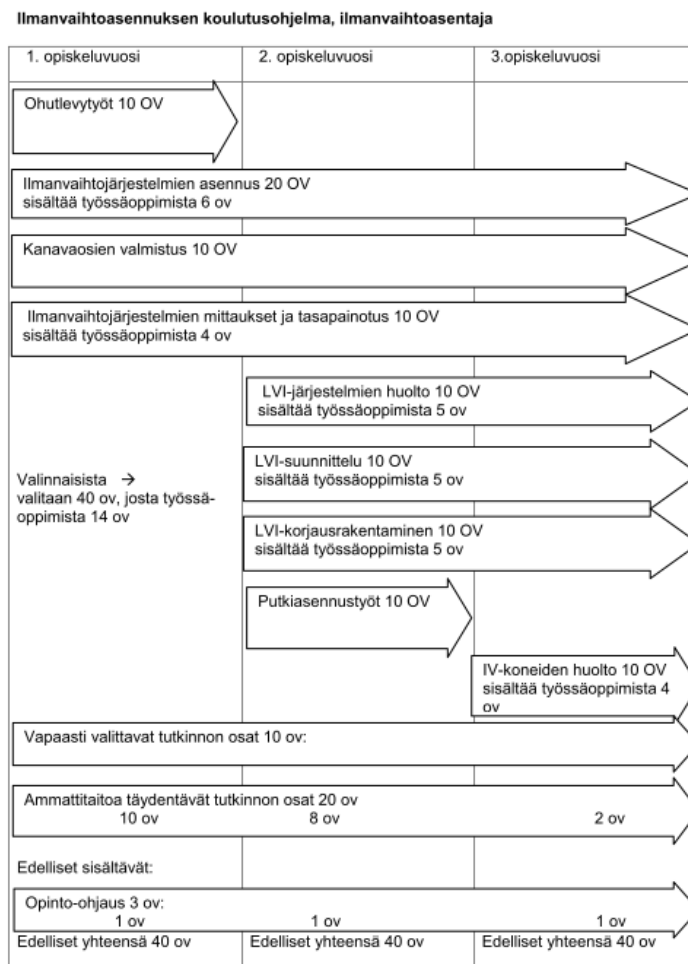 Ilmanvaihtoasennuksen koulutusohjelma, ilmanvaihtoasentaja
1. opiskeluvuosi 2. opiskeluvuosi 3.opiskeluvuosi
Ohutlevytyöt 10 OV
Ilmanvaihtojärjestelmien asennus 20 OV
sisältää työssäoppimista 6 ov
Kanavaosien valmistus 10 OV
Ilmanvaihtojärjestelmien mittaukset ja tasapainotus 10 OV
sisältää työssäoppimista 4 ov
LVI-järjestelmien huolto 10 OV
sisältää työssäoppimista 5 ov
Valinnaisista →
valitaan 40 ov, josta työssä-
oppimista 14 ov
LVI-suunnittelu 10 OV
sisältää työssäoppimista 5 ov
LVI-korjausrakentaminen 10 OV
sisältää työssäoppimista 5 ov
Putkiasennustyöt 10 OV
IV-koneiden huolto 10 OV
sisältää työssäoppimista 4
ov
Vapaasti valittavat tutkinnon osat 10 ov:
Ammattitaitoa täydentävät tutkinnon osat 20 ov
10 ov 8 ov 2 ov
Edelliset sisältävät:
Opinto-ohjaus 3 ov:
1 ov 1 ov 1 ov
Edelliset yhteensä 40 ov Edelliset yhteensä 40 ov Edelliset yhteensä 40 ov